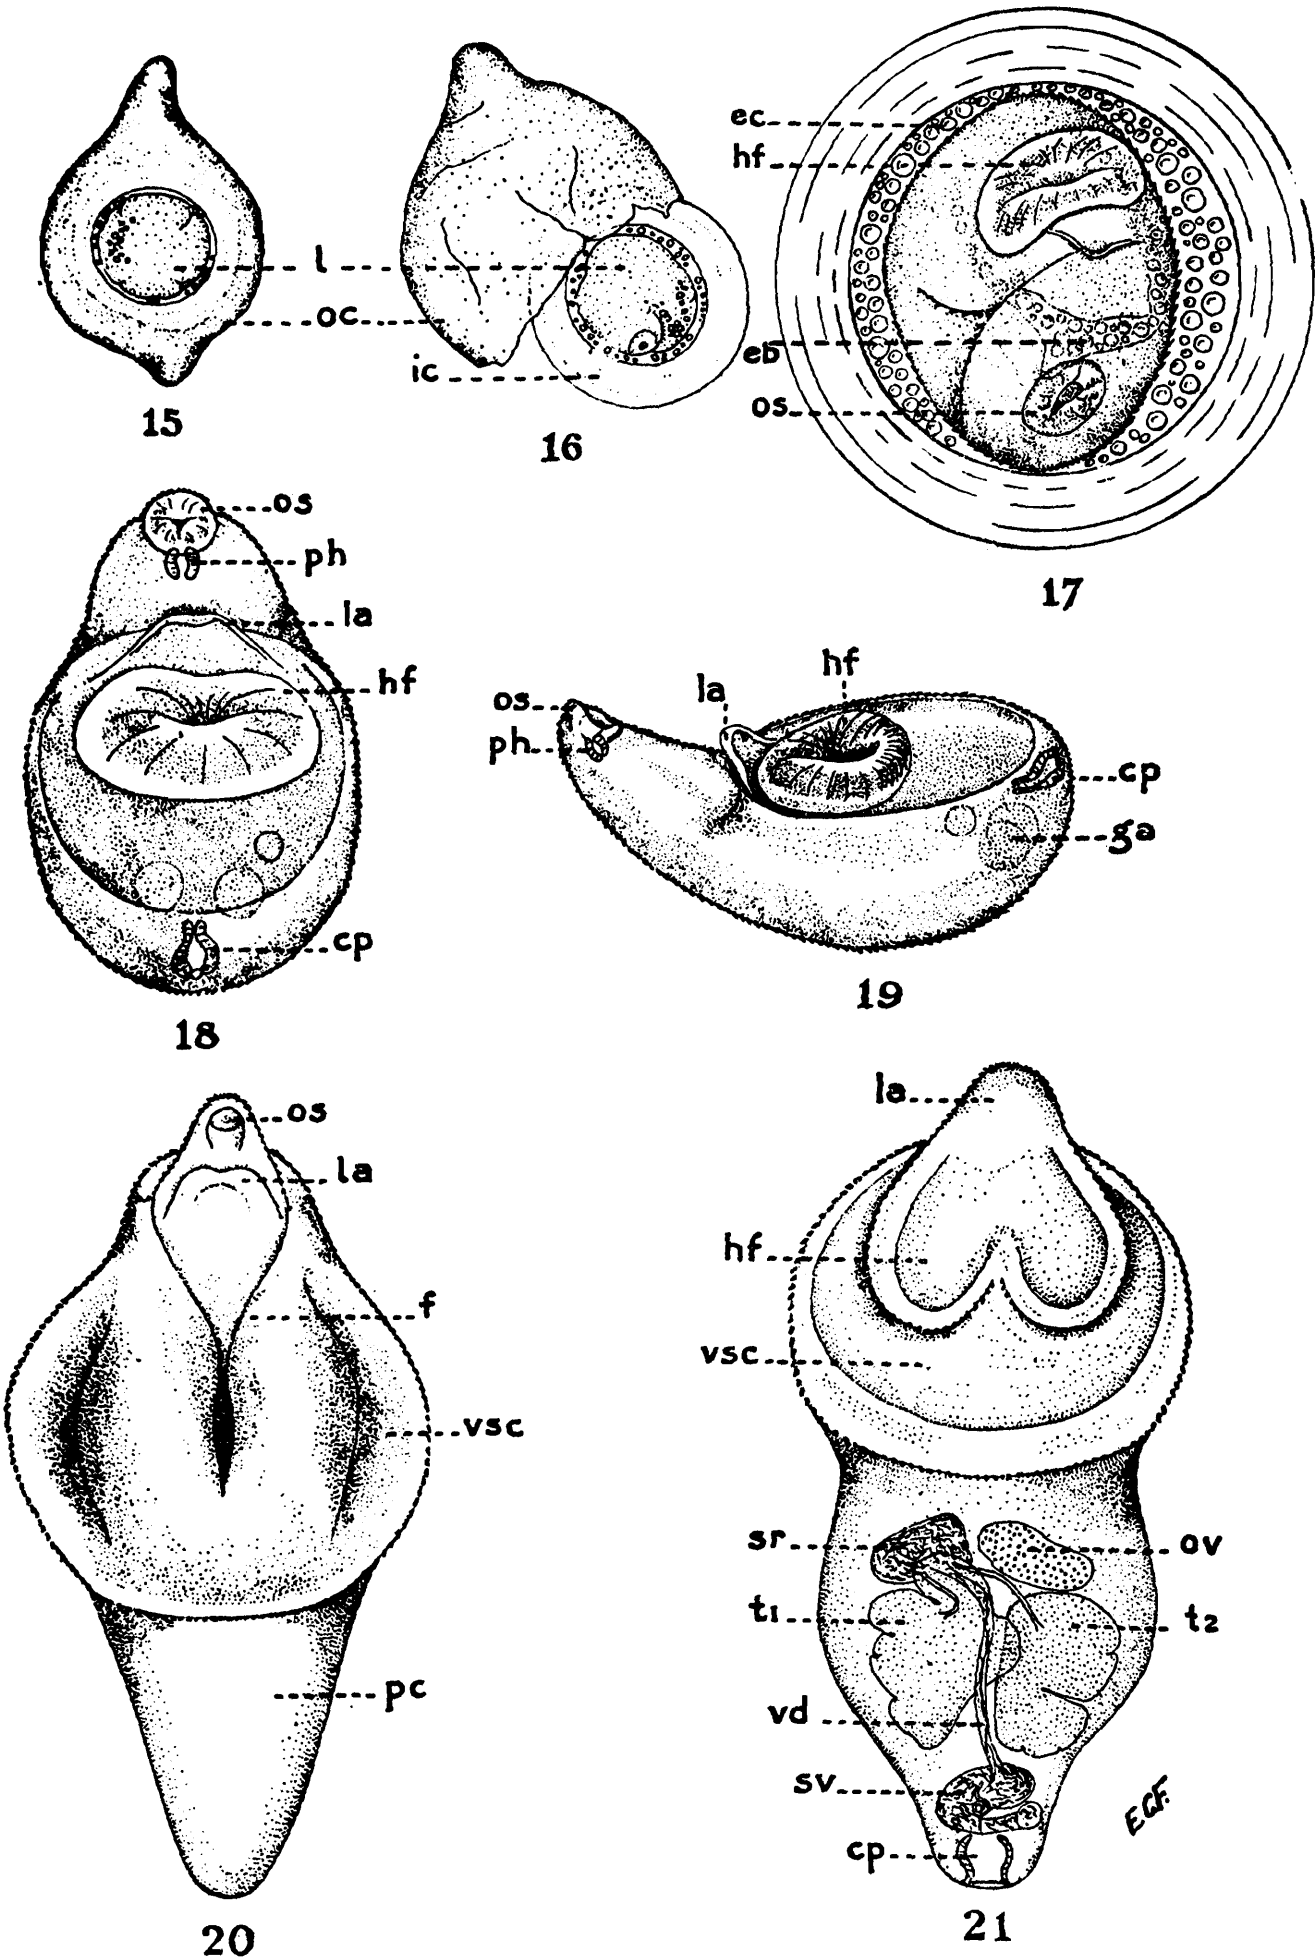 l
oc
ic
15
16
ec
hf
eb
os
17
os
ph
la
hf
cp
18
os
ph
la
hf
cp
ga
19
os
la
f
vsc
pc
20
la
hf
vsc
sr
ov
t1
t2
vd
sv
cp
E.C.F.
21